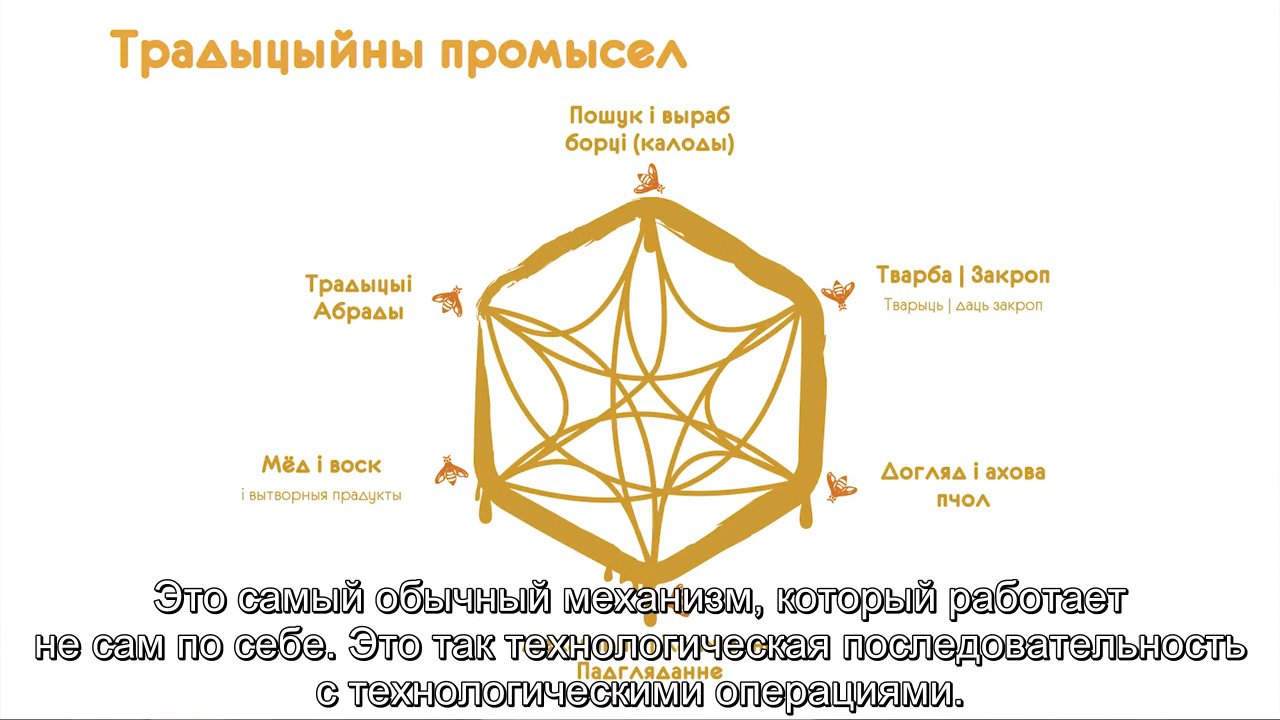 Традыцыйны промысел
Пошук і выраб
борці (калоды)
Традыцыі
Абрады
Тварба | Закроп
Тварыць | даць закроп
Мёд і воск
і вытворныя прадукты
Догляд і ахова
пчол
Это самый обычный механизм, который работает
не сам по себе. Это так технологическая последовательность
Падгляданне
с технологическими операциями.